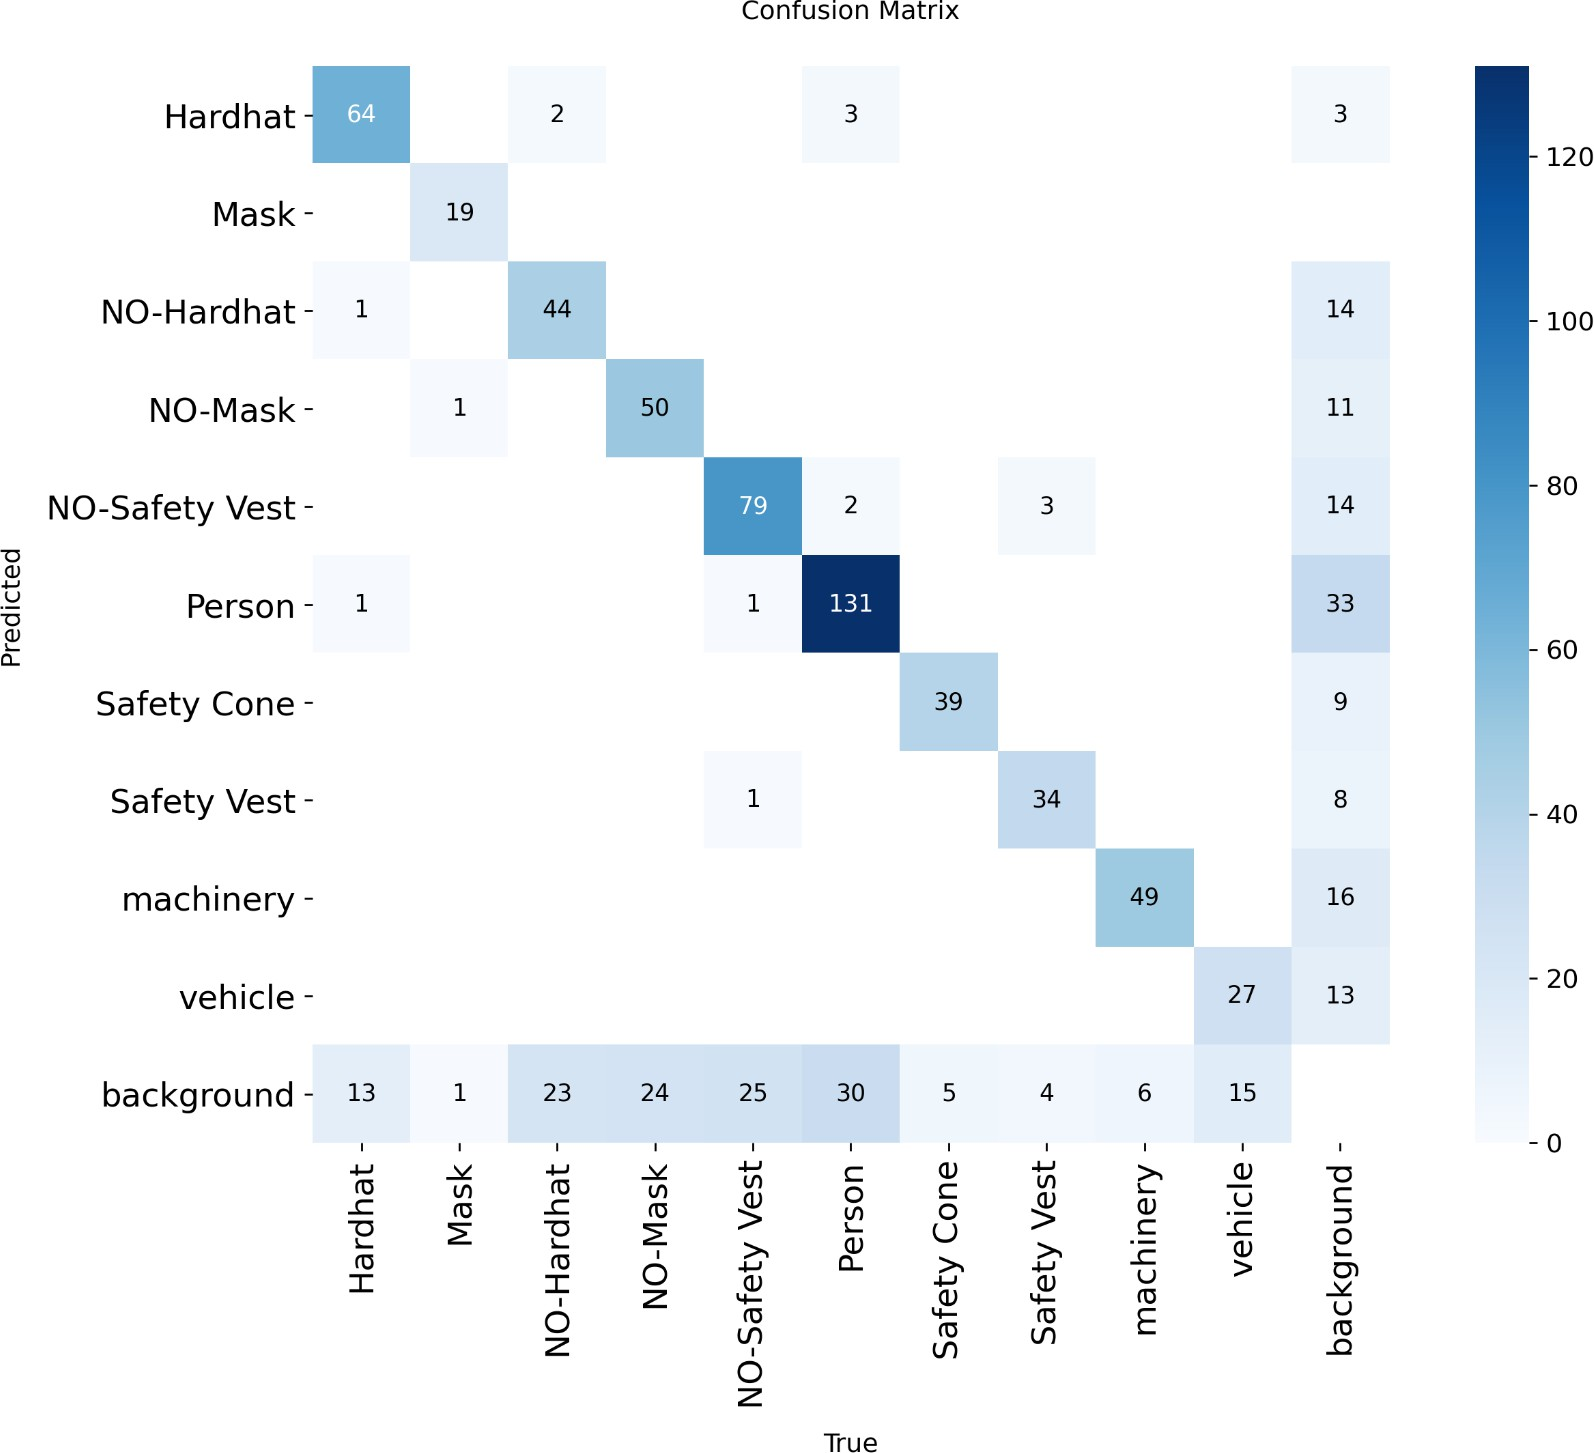 Confusion Matrix
Hardhat 64 2 3 3
Mask 19
NO-Hardhat 1 44 14
NO-Mask 1 50 11
NO-Safety Vest 79 2 3 14
Person 1 1 131 33
Safety Cone 39 9
Safety Vest 1 34 8
machinery 49 16
vehicle 27 13
background 13 1 23 24 25 30 5 4 6 15
Predicted
Hardhat
Mask
NO-Hardhat
NO-Mask
NO-Safety Vest
Person
Safety Cone
Safety Vest
machinery
vehicle
background
True
120
100
80
60
40
20
0